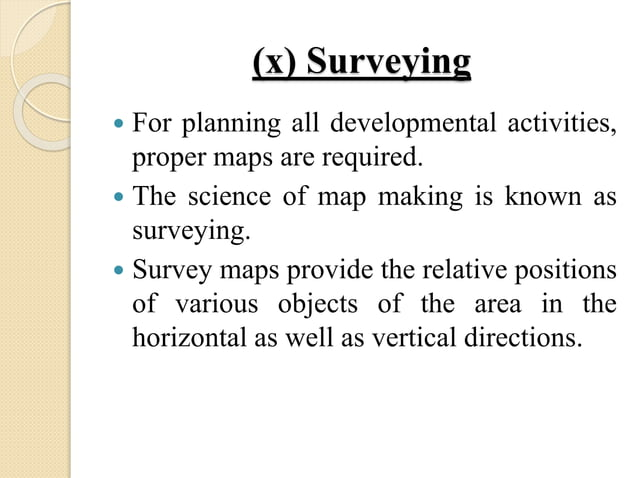 (x) Surveying
• For planning all developmental activities,
proper maps are required.
• The science of map making is known as
surveying.
• Survey maps provide the relative positions
of various objects of the area in the
horizontal as well as vertical directions.